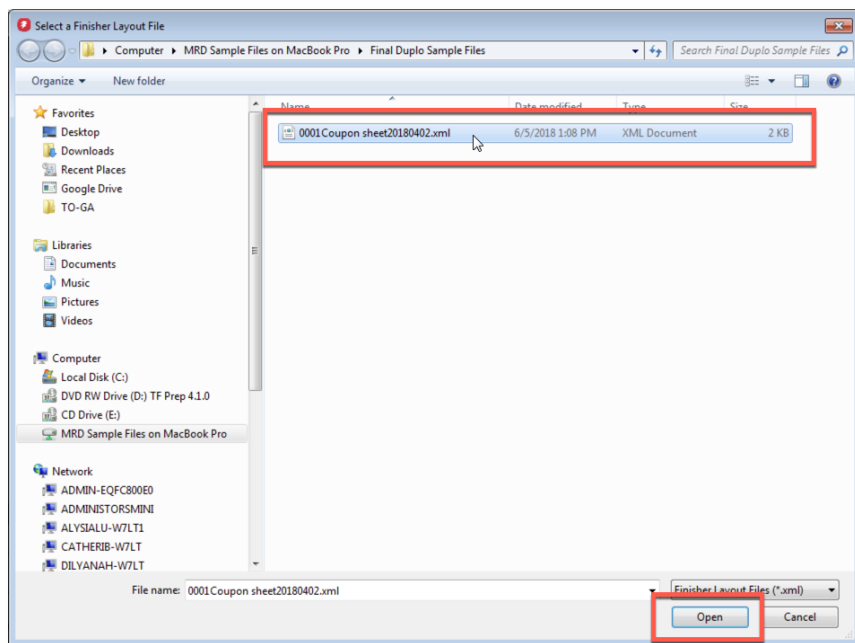 Select a Finisher Layout File
Computer MRD Sample Files on MacBook Pro Final Duplo Sample Files
Search Final Duplo Sample Files
Organize New folder
Name Date modified Type Size
0001Coupon sheet20180402.xml 6/5/2018 1:08 PM XML Document 2 KB
Favorites
Desktop
Downloads
Recent Places
Google Drive
TO-GA
Libraries
Documents
Music
Pictures
Videos
Computer
Local Disk (C:)
DVD RW Drive (D:) TF Prep 4.1.0
CD Drive (E:)
MRD Sample Files on MacBook Pro
Network
ADMIN-EQFC800E0
ADMINISTORSMINI
ALYSIALU-W7LT1
CATHERIB-W7LT
DILYANAH-W7LT
File name: 0001Coupon sheet20180402.xml Finisher Layout Files (*.xml)
Open Cancel